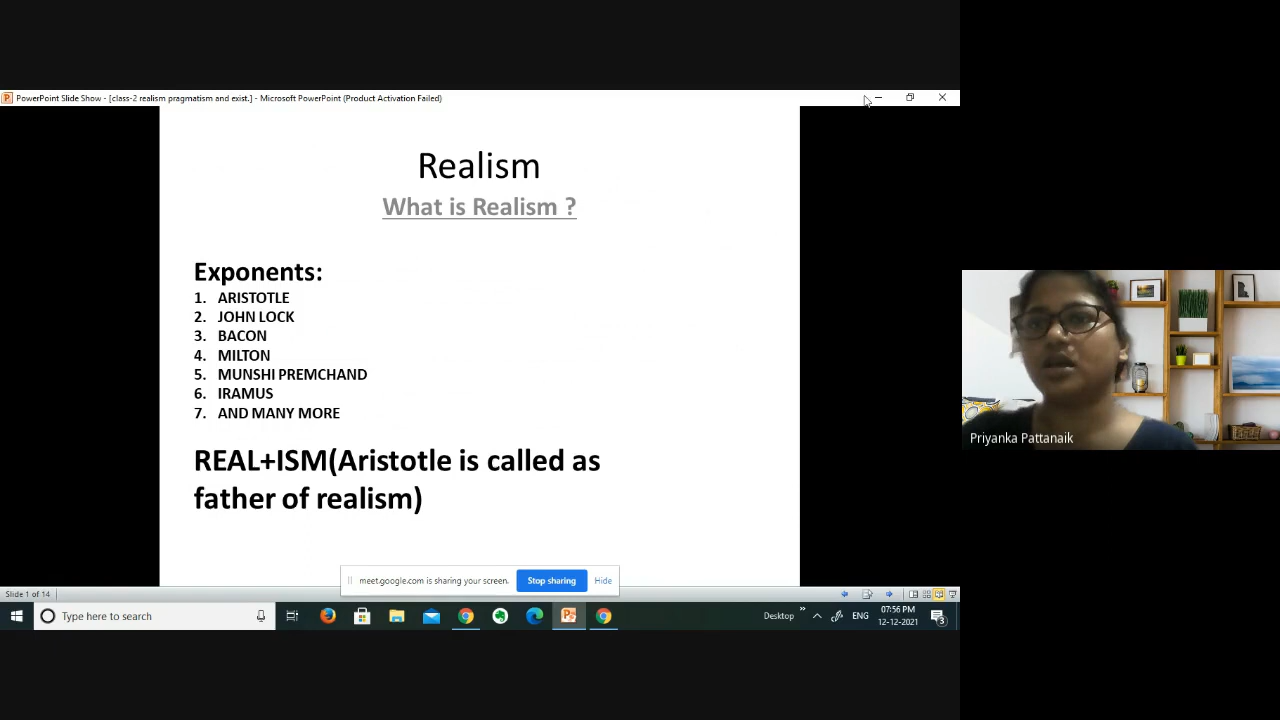 PowerPoint Slide Show - [class-2 realism pragmatism and exist.] - Microsoft PowerPoint (Product Activation Failed)
Realism
What is Realism ?
Exponents:
1. ARISTOTLE
2. JOHN LOCK
3. BACON
4. MILTON
5. MUNSHI PREMCHAND
6. IRAMUS
7. AND MANY MORE
REAL+ISM(Aristotle is called as
father of realism)
Priyanka Pattanaik
meet.google.com is sharing your screen. Stop sharing Hide
Slide 1 of 14
Type here to search
Desktop
ENG
07:56 PM
12-12-2021
3